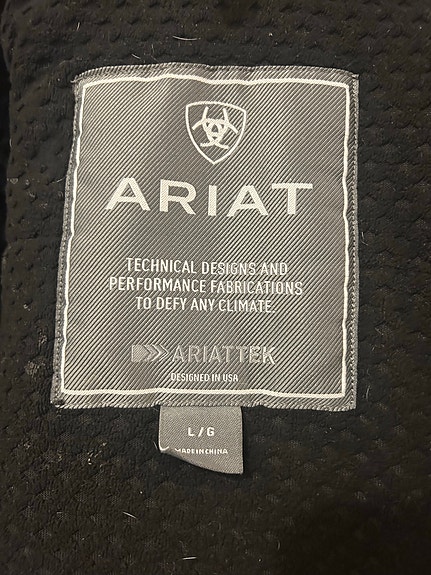 ARIAT
TECHNICAL DESIGNS AND
PERFORMANCE FABRICATIONS
TO DEFY ANY CLIMATE.
ARIATTEK
DESIGNED IN USA
L/G
MADE IN CHINA